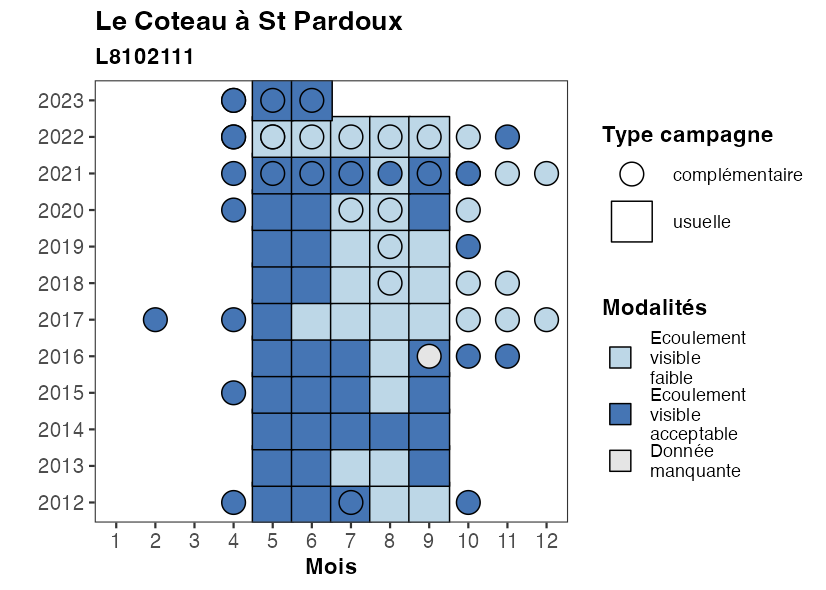 Le Coteau à St Pardoux
L8102111
2023
2022
2021
2020
2019
2018
2017
2016
2015
2014
2013
2012
1 2 3 4 5 6 7 8 9 10 11 12
Mois
Type campagne
complémentaire
usuelle
Modalités
Ecoulement
visible
faible
Ecoulement
visible
acceptable
Donnée
manquante